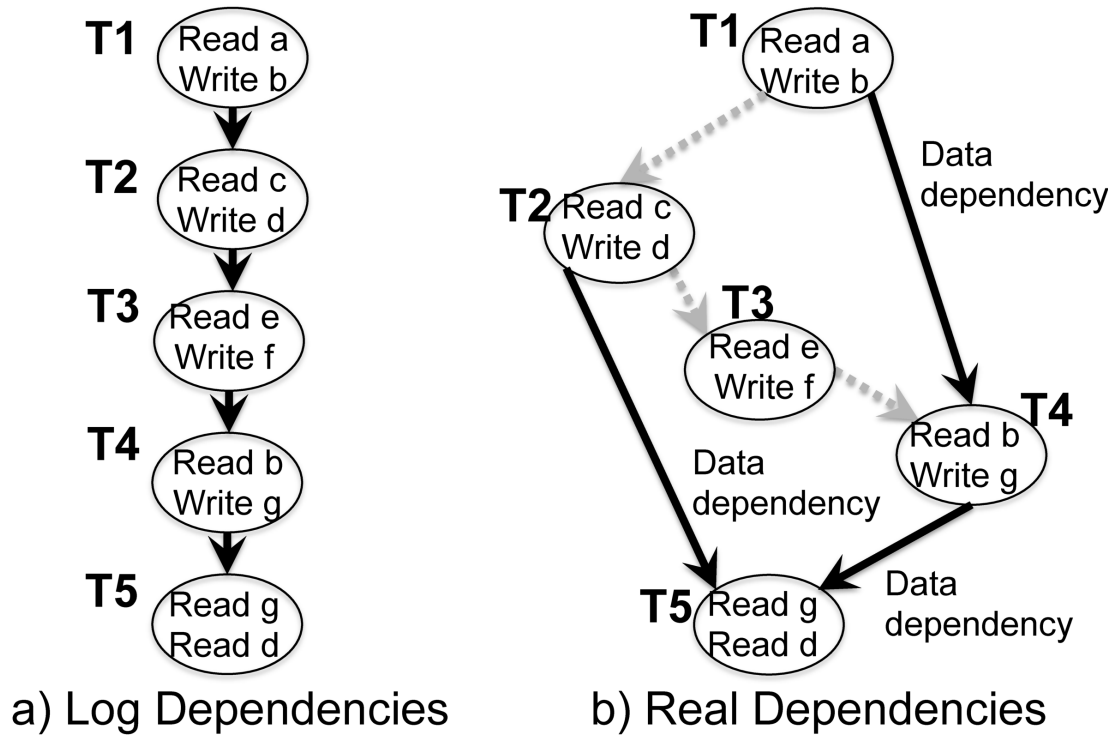 T1
Read a
Write b
T2
Read c
Write d
T3
Read e
Write f
T4
Read b
Write g
T5
Read g
Read d
a) Log Dependencies
T1
Read a
Write b
Data
dependency
T2
Read c
Write d
T3
Read e
Write f
T4
Read b
Write g
Data
dependency
T5
Read g
Read d
Data
dependency
b) Real Dependencies